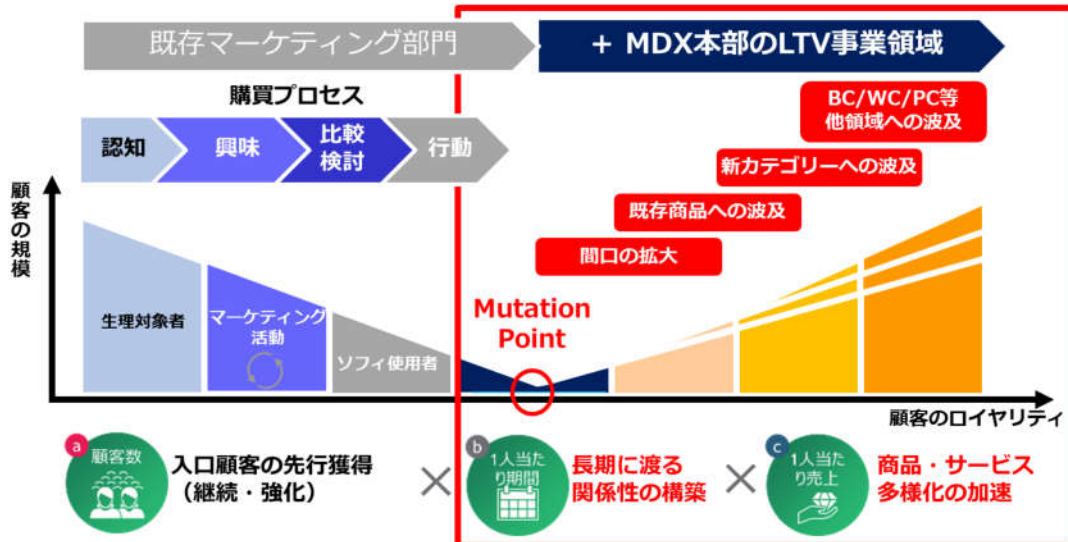 既存マーケティング部門
+ MDX本部のLTV事業領域
購買プロセス
認知
興味
比較
検討
行動
BC/WC/PC等
他領域への波及
新カテゴリーへの波及
既存商品への波及
間口の拡大
顧客の規模
生理対象者
マーケティング
活動
ソフィ使用者
Mutation
Point
顧客のロイヤリティ
a
顧客数
入口顧客の先行獲得
（継続・強化）
×
b
1人当た
り期間
長期に渡る
関係性の構築
×
c
1人当た
り売上
商品・サービス
多様化の加速